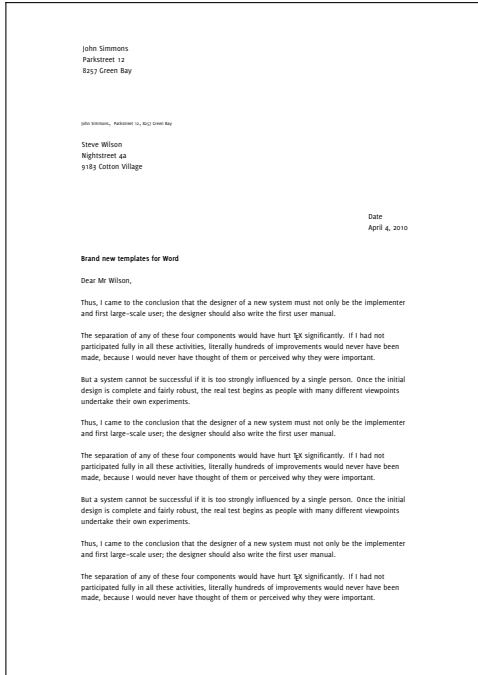 John Simmons
Parkstreet 12
8257 Green Bay
John Simmons, Parkstreet 12, 8257 Green Bay
Steve Wilson
Nightstreet 4a
9183 Cotton Village
Date
April 4, 2010
Brand new templates for Word
Dear Mr Wilson,
Thus, I came to the conclusion that the designer of a new system must not only be the implementer
and first large-scale user; the designer should also write the first user manual.
The separation of any of these four components would have hurt TEX significantly. If I had not
participated fully in all these activities, literally hundreds of improvements would never have been
made, because I would never have thought of them or perceived why they were important.
But a system cannot be successful if it is too strongly influenced by a single person. Once the initial
design is complete and fairly robust, the real test begins as people with many different viewpoints
undertake their own experiments.
Thus, I came to the conclusion that the designer of a new system must not only be the implementer
and first large-scale user; the designer should also write the first user manual.
The separation of any of these four components would have hurt TEX significantly. If I had not
participated fully in all these activities, literally hundreds of improvements would never have been
made, because I would never have thought of them or perceived why they were important.
But a system cannot be successful if it is too strongly influenced by a single person. Once the initial
design is complete and fairly robust, the real test begins as people with many different viewpoints
undertake their own experiments.
Thus, I came to the conclusion that the designer of a new system must not only be the implementer
and first large-scale user; the designer should also write the first user manual.
The separation of any of these four components would have hurt TEX significantly. If I had not
participated fully in all these activities, literally hundreds of improvements would never have been
made, because I would never have thought of them or perceived why they were important.